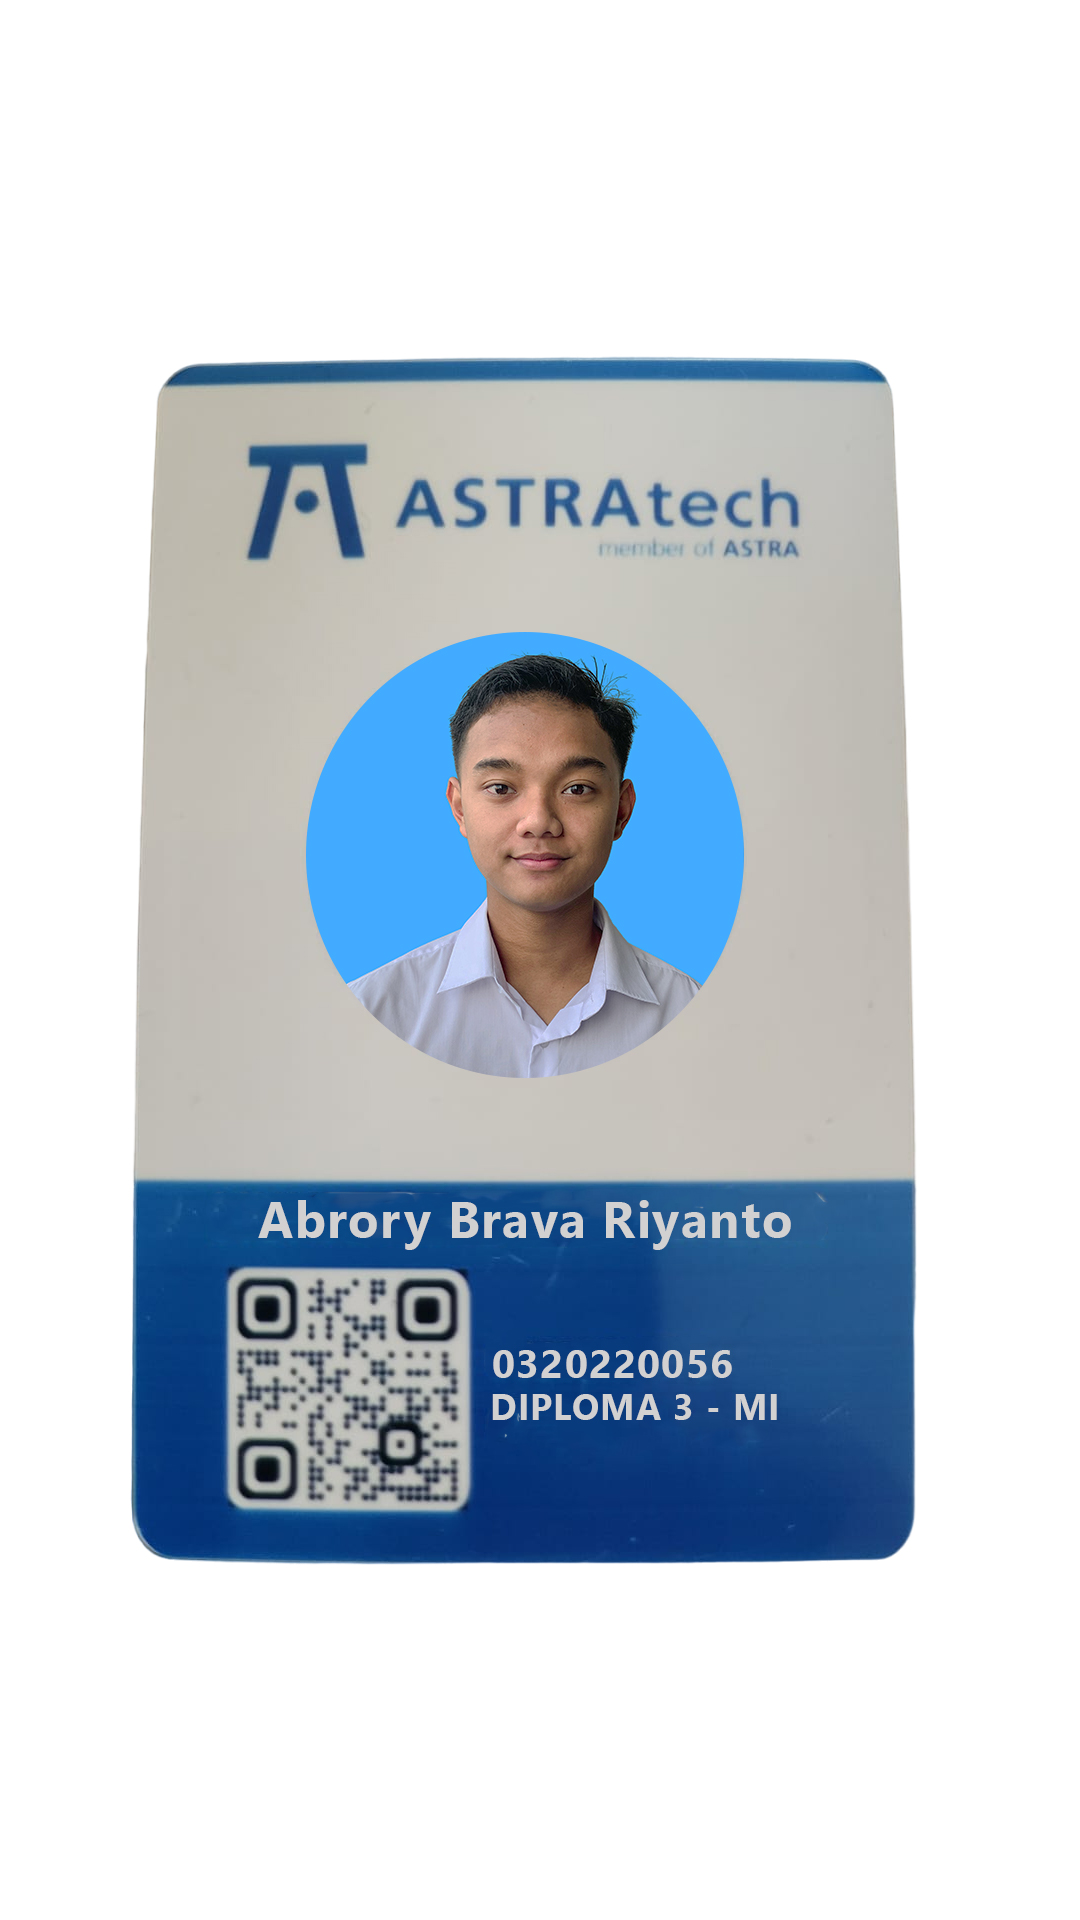 ASTRAtech
member of ASTRA
Abrory Brava Riyanto
0320220056
DIPLOMA 3 - MI